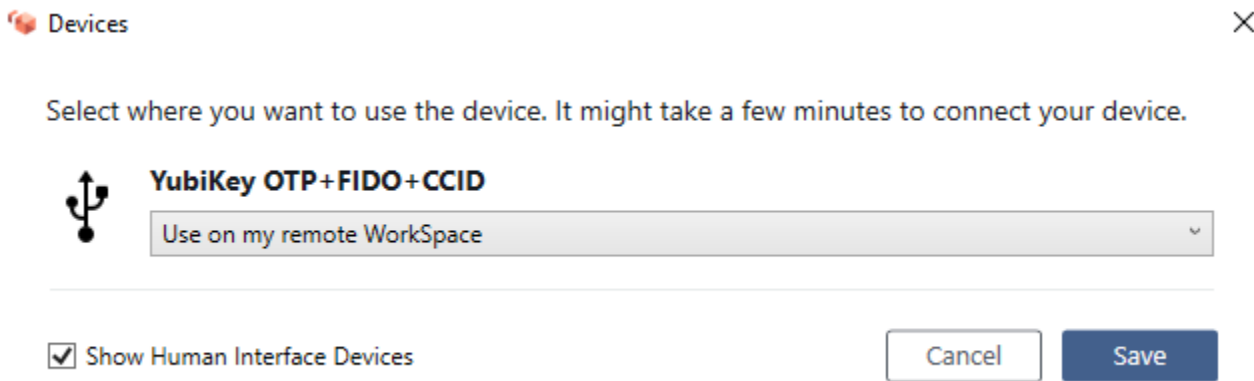 Devices
Select where you want to use the device. It might take a few minutes to connect your device.
YubiKey OTP+FIDO+CCID
Use on my remote WorkSpace
Show Human Interface Devices
Cancel
Save